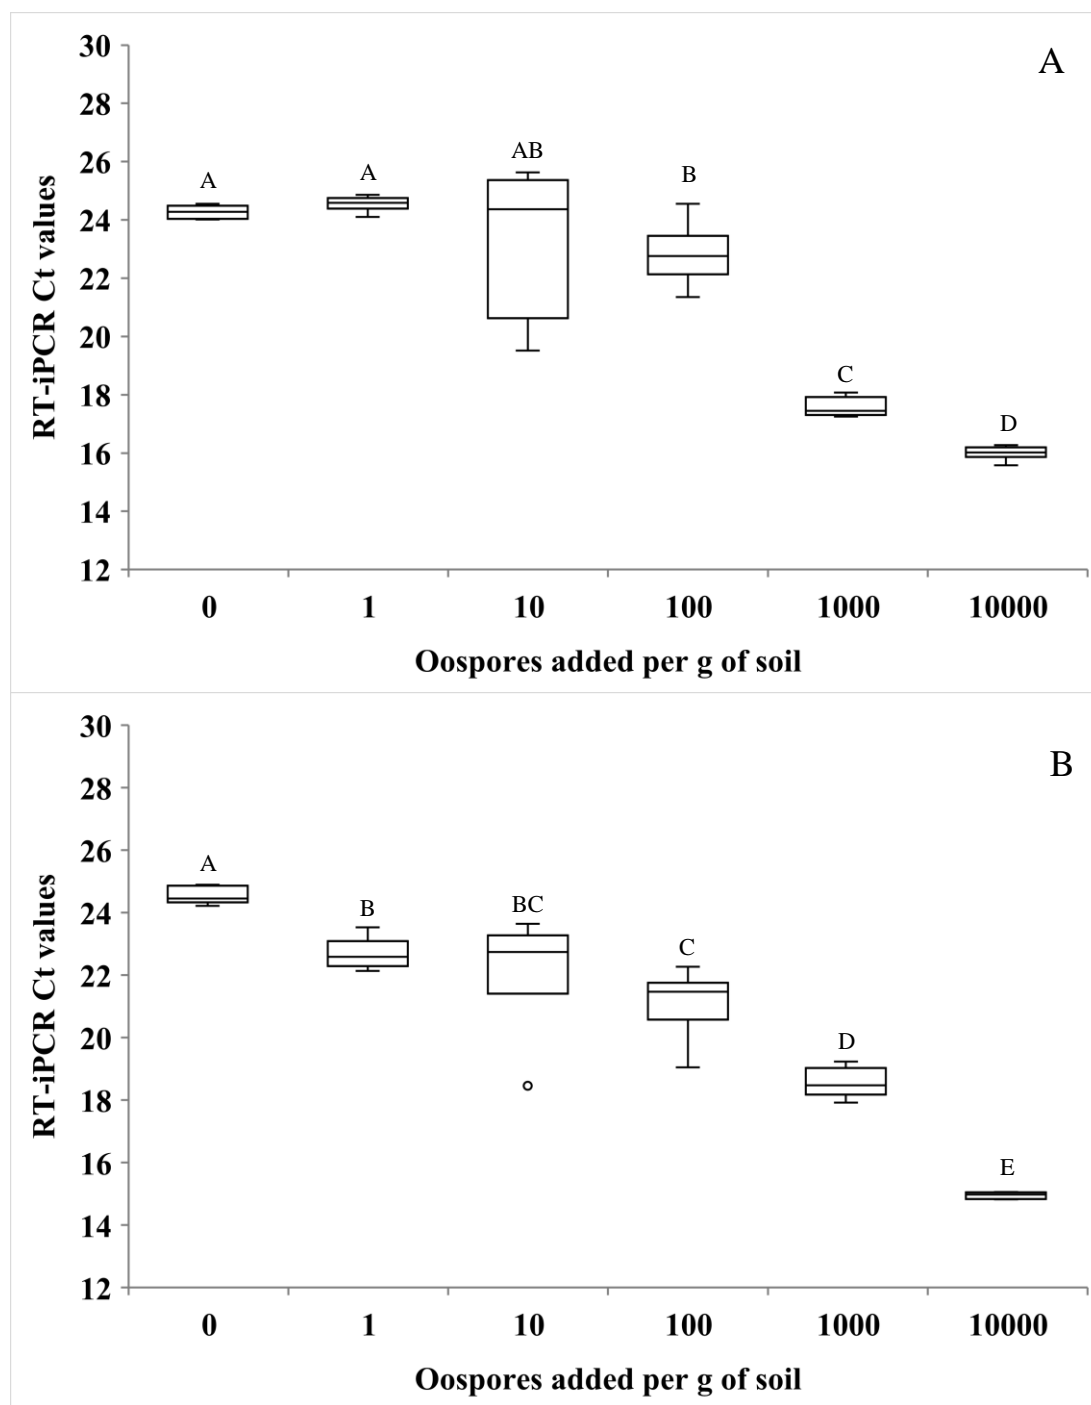 A
30
28
26
24
22
20
18
16
14
12
RT-iPCR Ct values
A
A
AB
B
C
D
0 1 10 100 1000 10000
Oospores added per g of soil
B
30
28
26
24
22
20
18
16
14
12
RT-iPCR Ct values
A
B
BC
C
D
E
0 1 10 100 1000 10000
Oospores added per g of soil